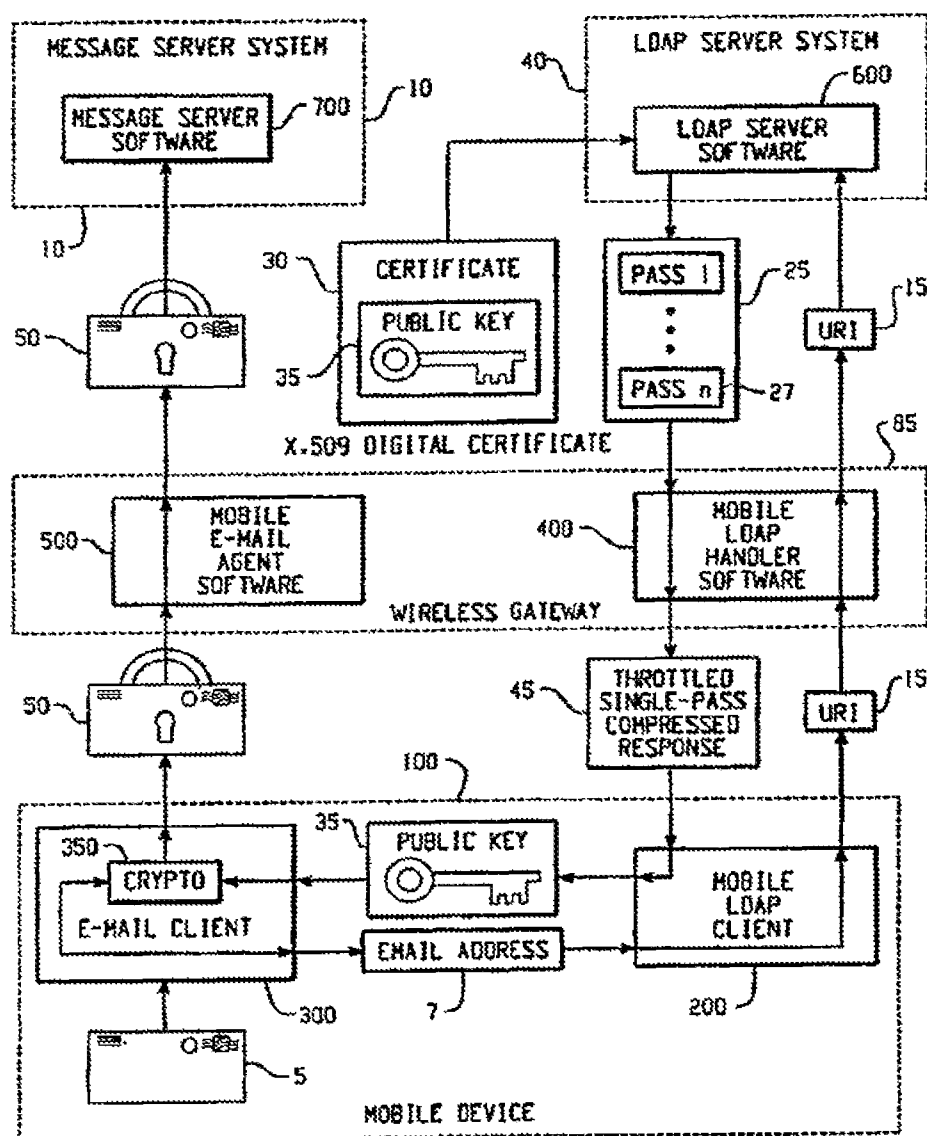 MESSAGE SERVER SYSTEM
MESSAGE SERVER
SOFTWARE
700
10
10
LDAP SERVER SYSTEM
40
600
LDAP SERVER
SOFTWARE
50
30
CERTIFICATE
PUBLIC KEY
35
X.509 DIGITAL CERTIFICATE
PASS 1
25
PASS n
27
URI
15
85
500
MOBILE
E-MAIL
AGENT
SOFTWARE
WIRELESS GATEWAY
400
MOBILE
LDAP
HANDLER
SOFTWARE
50
45
THROTTLED
SINGLE-PASS
COMPRESSED
RESPONSE
URI
15
100
350
CRYPTO
E-MAIL CLIENT
300
35
PUBLIC KEY
EMAIL ADDRESS
7
MOBILE
LDAP
CLIENT
200
5
MOBILE DEVICE